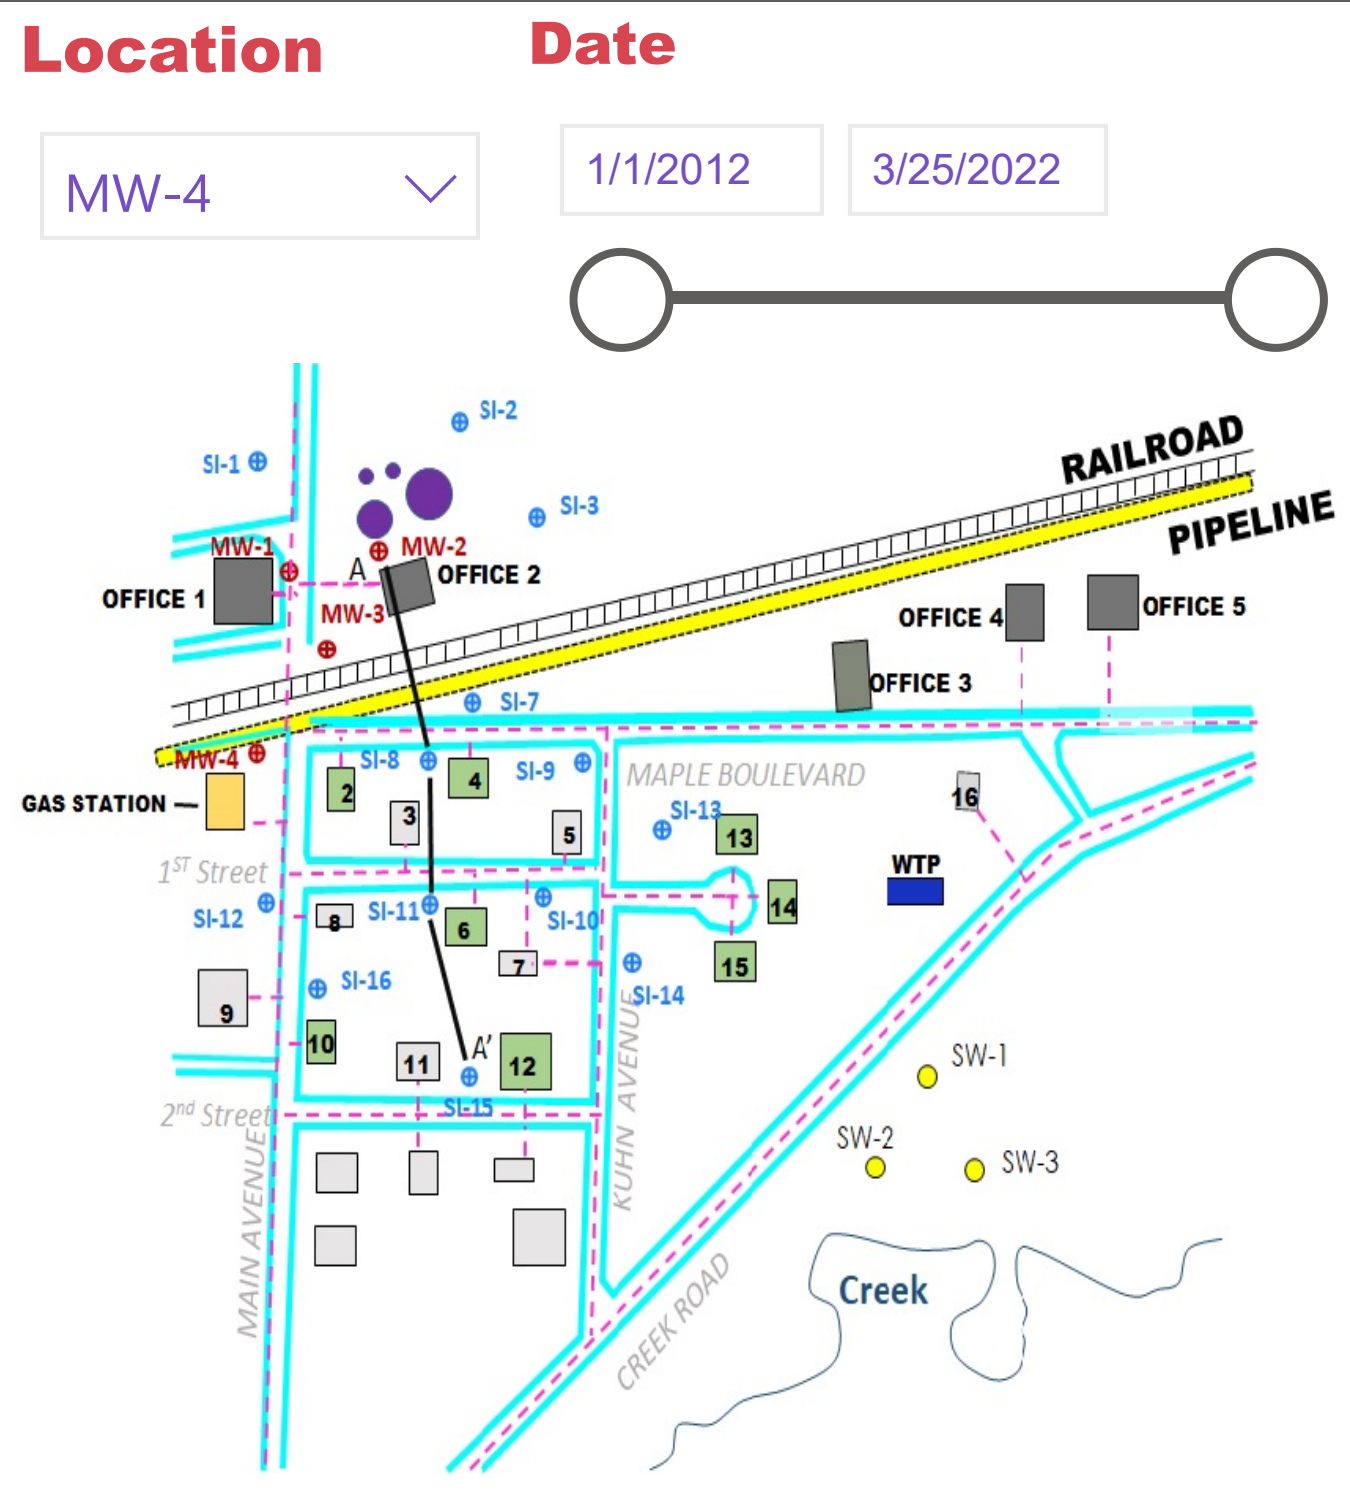 Location
Date
MW-4
1/1/2012
3/25/2022
SI-2
SI-1
SI-3
RAILROAD
PIPELINE
MW-1
MW-2
A
OFFICE 2
OFFICE 1
MW-3
OFFICE 4
OFFICE 5
OFFICE 3
SI-7
MW-4
SI-8
SI-9
MAPLE BOULEVARD
GAS STATION
2
4
3
5
SI-13
13
16
1ST Street
WTP
SI-12
8
SI-11
6
SI-10
14
7
15
SI-16
SI-14
9
10
11
A'
12
SW-1
2nd Street
SI-15
SW-2
SW-3
MAIN AVENUE
KUHN AVENUE
CREEK ROAD
Creek